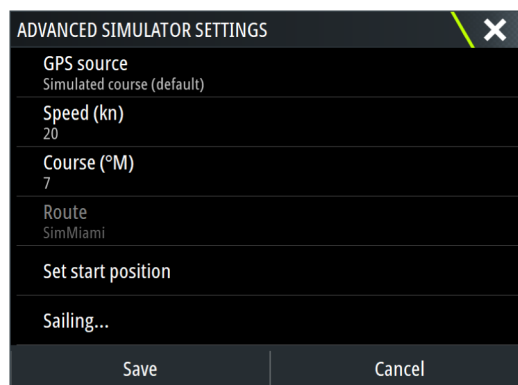 ADVANCED SIMULATOR SETTINGS
GPS source
Simulated course (default)
Speed (kn)
20
Course (°M)
7
Route
SimMiami
Set start position
Sailing...
Save Cancel